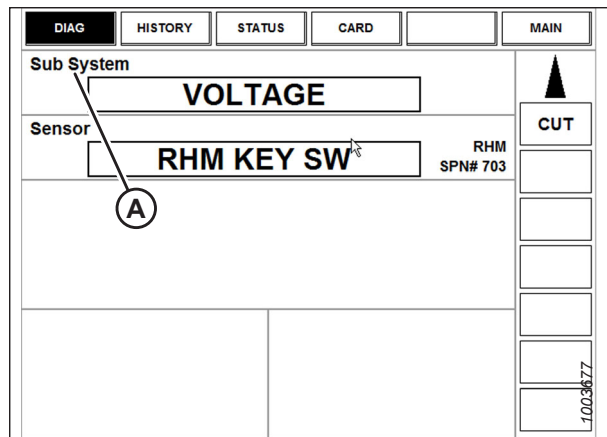 DIAG HISTORY STATUS CARD MAIN
Sub System
VOLTAGE
CUT
Sensor
RHM KEY SW
RHM
SPN# 703
A
1003677